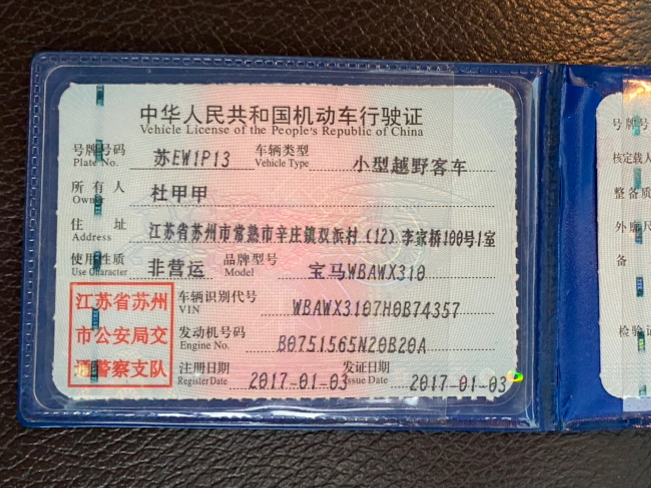 中华人民共和国机动车行驶证
Vehicle License of the People's Republic of China
号牌号码 苏EW1P13 车辆类型 小型越野客车
Plate No. Vehicle Type
所有人 杜甲甲
Owner
住址 江苏省苏州市常熟市辛庄镇双浜村(12)李家桥100号1室
Address
使用性质 非营运 品牌型号 宝马WBAWX310
Use Character Model
江苏省苏州
市公安局交
通警察支队
车辆识别代号 WBAWX3107H0B74357
VIN
发动机号码 B0751565N20B20A
Engine No.
注册日期 2017-01-03 发证日期 2017-01-03
Register Date Issue Date
号牌号
核定载人
整备质
外廓尺
备
检验记